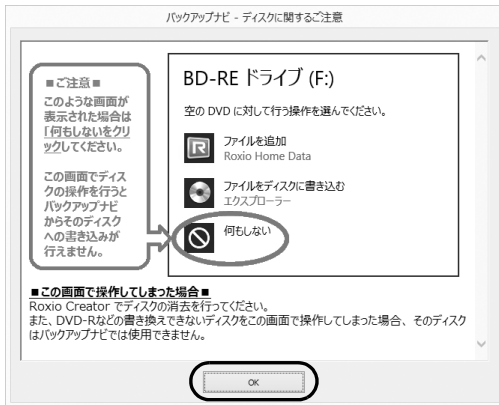 バックアップナビ - ディスクに関するご注意
■ご注意■
このような画面が
表示された場合は
「何もしないをクリ
ックしてください。
この画面でディス
クの操作を行うと
バックアップナビ
からそのディスク
への書き込みが
行えません。
BD-RE ドライブ (F:)
空の DVD に対して行う操作を選んでください。
ファイルを追加
Roxio Home Data
ファイルをディスクに書き込む
エクスプローラー
何もしない
■この画面で操作してしまった場合■
Roxio Creator でディスクの消去を行ってください。
また、DVD-Rなどの書き換えできないディスクをこの画面で操作してしまった場合、そのディスク
はバックアップナビでは使用できません。
OK